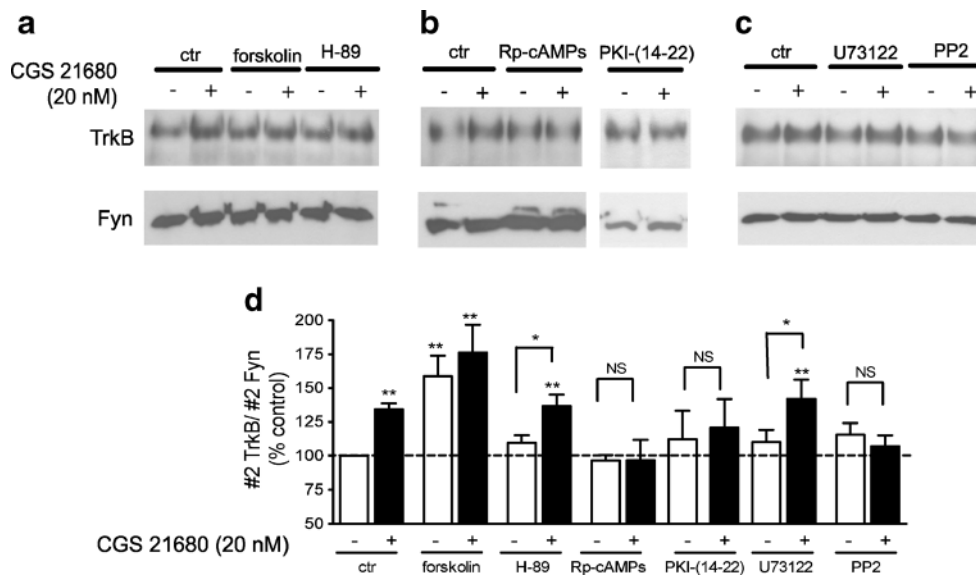 a b c
ctr forskolin H-89 ctr Rp-cAMPs PKI-(14-22) ctr U73122 PP2
CGS 21680
(20 nM) - + - + - + - + - + - + - + - + - +
TrkB
Fyn
d
#2 TrkB/ #2 Fyn
(% control)
200
175
150
125
100
75
50
** ** ** * ** NS NS * ** NS
CGS 21680 (20 nM) - + - + - + - + - + - + - +
ctr forskolin H-89 Rp-cAMPs PKI-(14-22) U73122 PP2